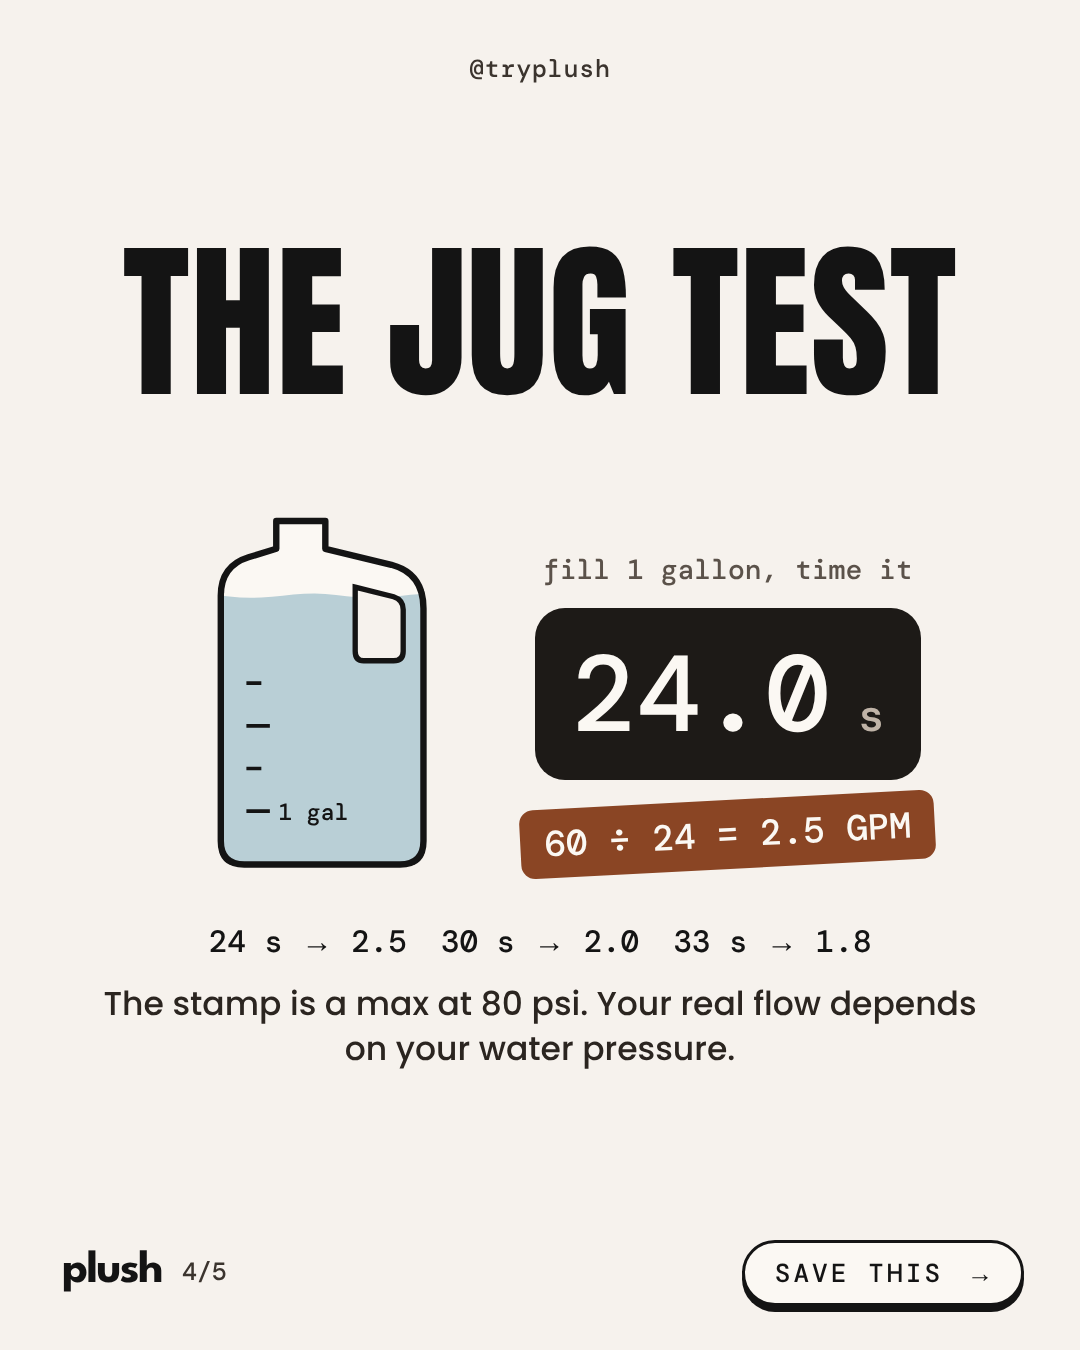 @tryplush
THE JUG TEST
fill 1 gallon, time it
24.0 s
1 gal
60 ÷ 24 = 2.5 GPM
24 s → 2.5 30 s → 2.0 33 s → 1.8
The stamp is a max at 80 psi. Your real flow depends
on your water pressure.
plush 4/5
SAVE THIS →